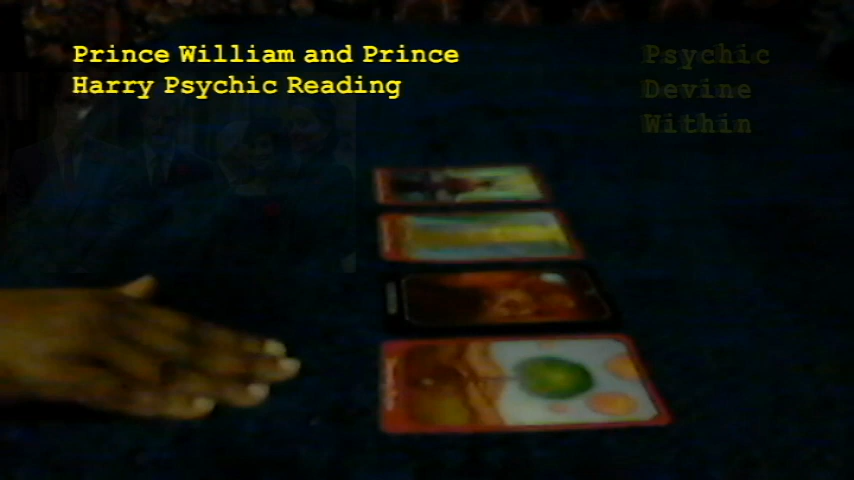 Prince William and Prince
Harry Psychic Reading
Psychic
Devine
Within